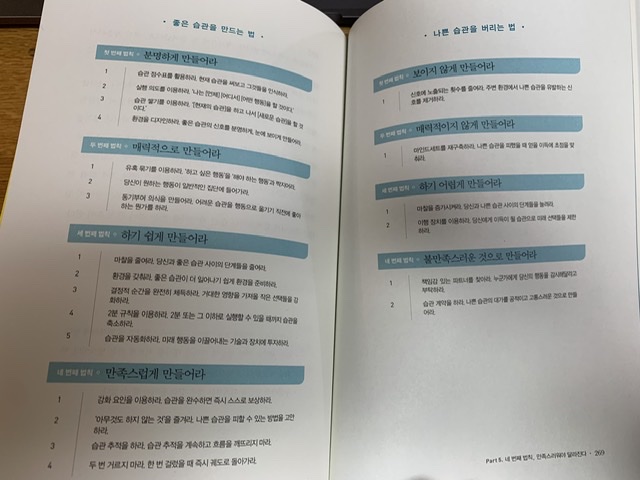 • 좋은 습관을 만드는 법 •
첫 번째 법칙 • 분명하게 만들어라
1 습관 점수표를 활용하라. 현재 습관을 써보고 그것들을 인식하라.
2 실행 의도를 이용하라. '나는 [언제] [어디서] [어떤 행동]을 할 것이다.'
3 습관 쌓기를 이용하라. '[현재의 습관]을 하고 나서 [새로운 습관]을 할 것
이다.'
4 환경을 디자인하라. 좋은 습관의 신호를 분명하게, 눈에 보이게 만들어라.
두 번째 법칙 • 매력적으로 만들어라
1 유혹 묶기를 이용하라. '하고 싶은 행동'을 '해야 하는 행동'과 짝지어라.
2 당신이 원하는 행동이 일반적인 집단에 들어가라.
3 동기부여 의식을 만들어라. 어려운 습관을 행동으로 옮기기 직전에 좋아
하는 뭔가를 하라.
세 번째 법칙 • 하기 쉽게 만들어라
1 마찰을 줄여라. 당신과 좋은 습관 사이의 단계들을 줄여라.
2 환경을 갖춰라. 좋은 습관이 더 일어나기 쉽게 환경을 준비하라.
3 결정적 순간을 완전히 체득하라. 거대한 영향을 가져올 작은 선택들을 강
화하라.
4 2분 규칙을 이용하라. 2분 또는 그 이하로 실행할 수 있을 때까지 습관을
축소하라.
5 습관을 자동화하라. 미래 행동을 이끌어내는 기술과 장치에 투자하라.
네 번째 법칙 • 만족스럽게 만들어라
1 강화 요인을 이용하라. 습관을 완수하면 즉시 스스로 보상하라.
2 '아무것도 하지 않는 것'을 즐겨라. 나쁜 습관을 피할 수 있는 방법을 고안
하라.
3 습관 추적을 하라. 습관 추적을 계속하고 흐름을 깨뜨리지 마라.
4 두 번 거르지 마라. 한 번 걸렀을 때 즉시 궤도로 돌아가라.
• 나쁜 습관을 버리는 법 •
첫 번째 법칙 • 보이지 않게 만들어라
1 신호에 노출되는 횟수를 줄여라. 주변 환경에서 나쁜 습관을 유발하는 신
호를 제거하라.
두 번째 법칙 • 매력적이지 않게 만들어라
1 마인드세트를 재구축하라. 나쁜 습관을 피했을 때 얻을 이득에 초점을 맞
춰라.
세 번째 법칙 • 하기 어렵게 만들어라
1 마찰을 증가시켜라. 당신과 나쁜 습관 사이의 단계들을 늘려라.
2 이행 장치를 이용하라. 당신에게 이득이 될 습관으로 미래 선택들을 제한
하라.
네 번째 법칙 • 불만족스러운 것으로 만들어라
1 책임감 있는 파트너를 찾아라. 누군가에게 당신의 행동을 감시해달라고
부탁하라.
2 습관 계약을 하라. 나쁜 습관의 대가를 공적이고 고통스러운 것으로 만들
어라.
Part 5. 네 번째 법칙, 만족스러워야 달라진다 • 269